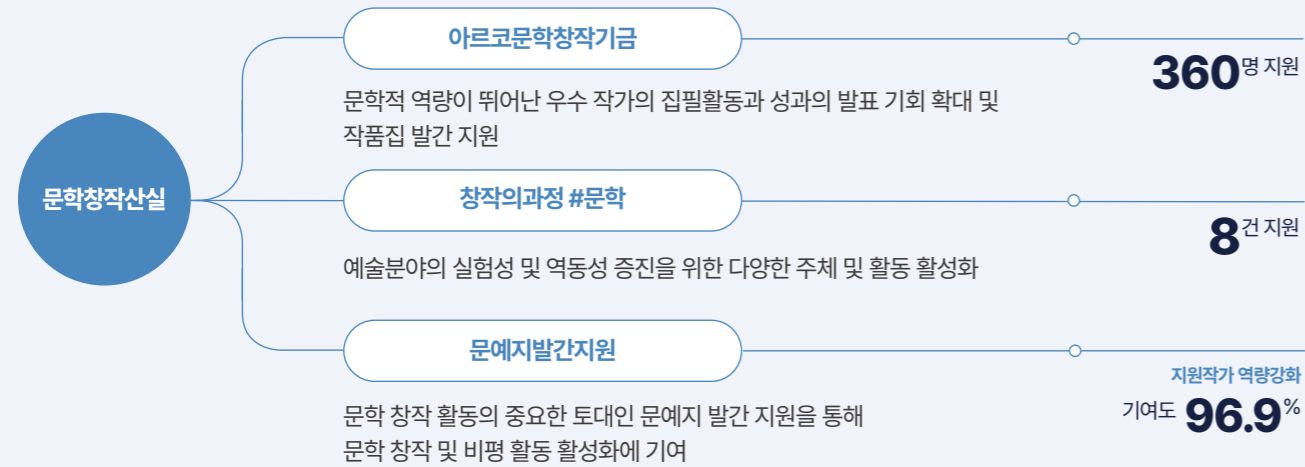 문학창작산실
아르코문학창작기금
360명 지원
문학적 역량이 뛰어난 우수 작가의 집필활동과 성과의 발표 기회 확대 및
작품집 발간 지원
창작의과정 #문학
8건 지원
예술분야의 실험성 및 역동성 증진을 위한 다양한 주체 및 활동 활성화
문예지발간지원
지원작가 역량강화
기여도 96.9%
문학 창작 활동의 중요한 토대인 문예지 발간 지원을 통해
문학 창작 및 비평 활동 활성화에 기여